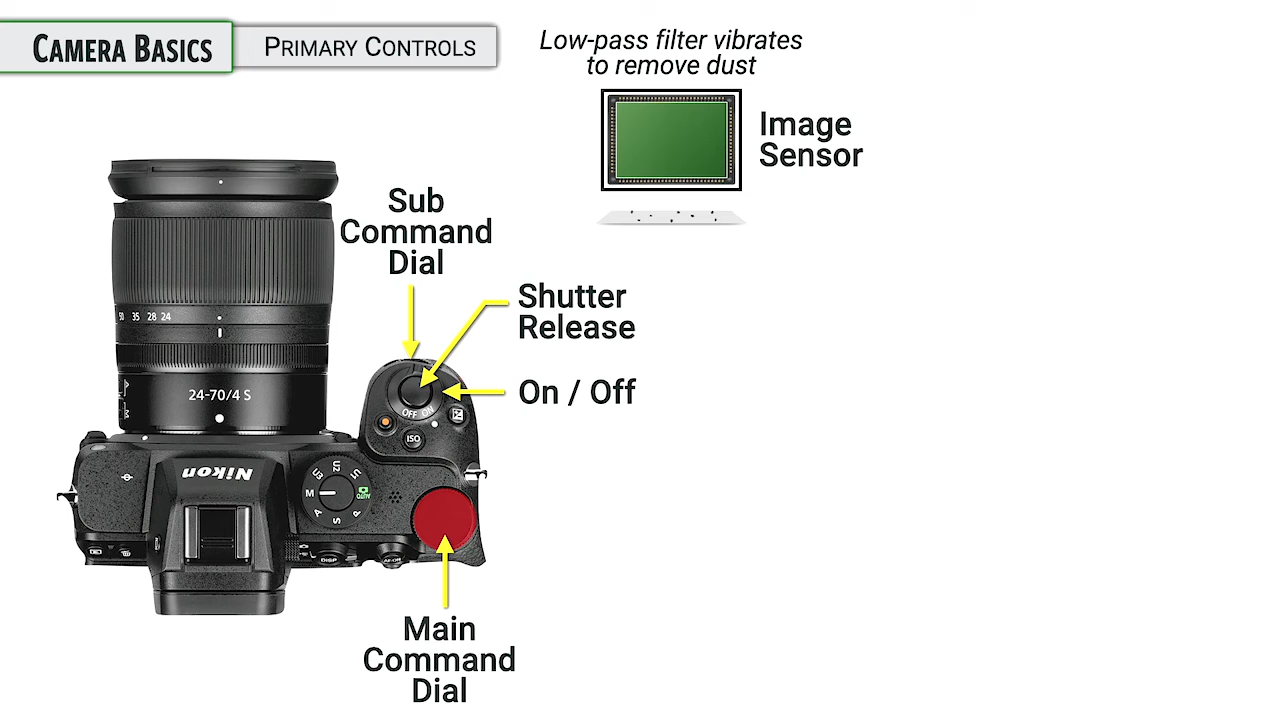 CAMERA BASICS
PRIMARY CONTROLS
Low-pass filter vibrates
to remove dust
Image
Sensor
Sub
Command
Dial
Shutter
Release
On / Off
50 35 28 24
24-70/4 S
OFF ON
ISO
Nikon
U3 U2 U1
M AUTO
A S P
DISP
AF-ON
Main
Command
Dial